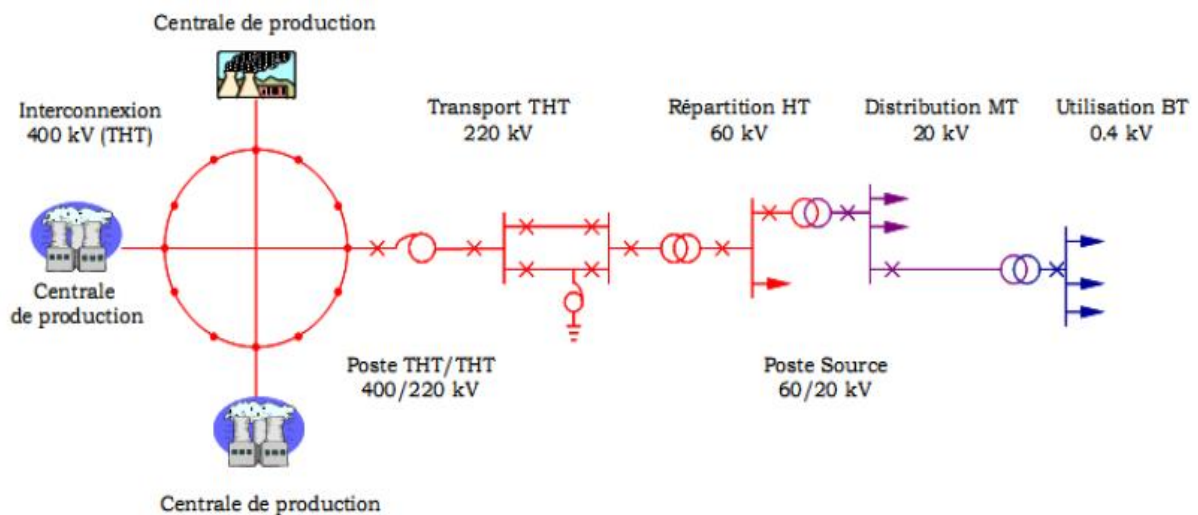 Centrale de production
Interconnexion
400 kV (THT)
Transport THT
220 kV
Répartition HT
60 kV
Distribution MT
20 kV
Utilisation BT
0.4 kV
Centrale
de production
Poste THT/THT
400/220 kV
Poste Source
60/20 kV
Centrale de production